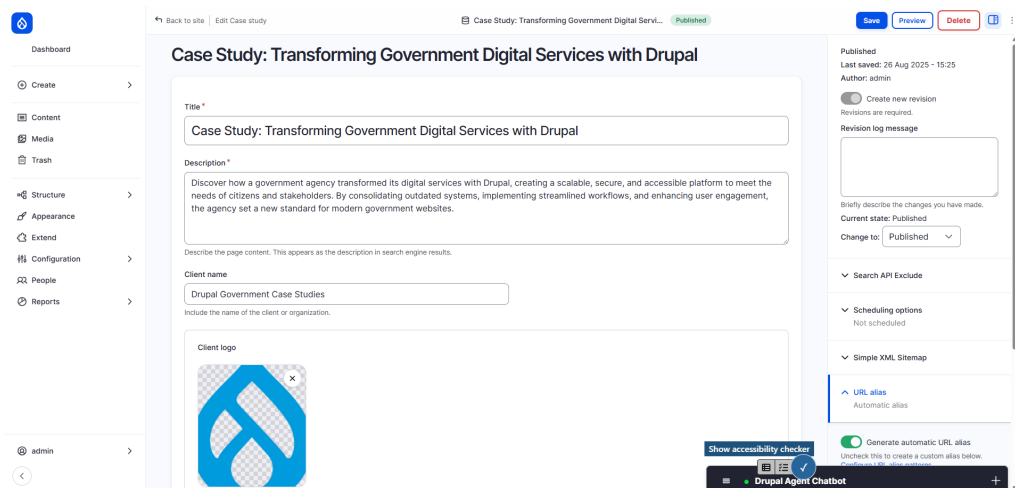 Back to site
Edit Case study
Case Study: Transforming Government Digital Servi...
Published
Save
Preview
Delete
Dashboard
Create
Content
Media
Trash
Structure
Appearance
Extend
Configuration
People
Reports
admin
Case Study: Transforming Government Digital Services with Drupal
Title *
Case Study: Transforming Government Digital Services with Drupal
Description *
Discover how a government agency transformed its digital services with Drupal, creating a scalable, secure, and accessible platform to meet the
needs of citizens and stakeholders. By consolidating outdated systems, implementing streamlined workflows, and enhancing user engagement,
the agency set a new standard for modern government websites.
Describe the page content. This appears as the description in search engine results.
Client name
Drupal Government Case Studies
Include the name of the client or organization.
Client logo
Published
Last saved: 26 Aug 2025 - 15:25
Author: admin
Create new revision
Revisions are required.
Revision log message
Briefly describe the changes you have made.
Current state: Published
Change to: Published
Search API Exclude
Scheduling options
Not scheduled
Simple XML Sitemap
URL alias
Automatic alias
Generate automatic URL alias
Uncheck this to create a custom alias below.
Configure URL alias patterns.
Show accessibility checker
Drupal Agent Chatbot